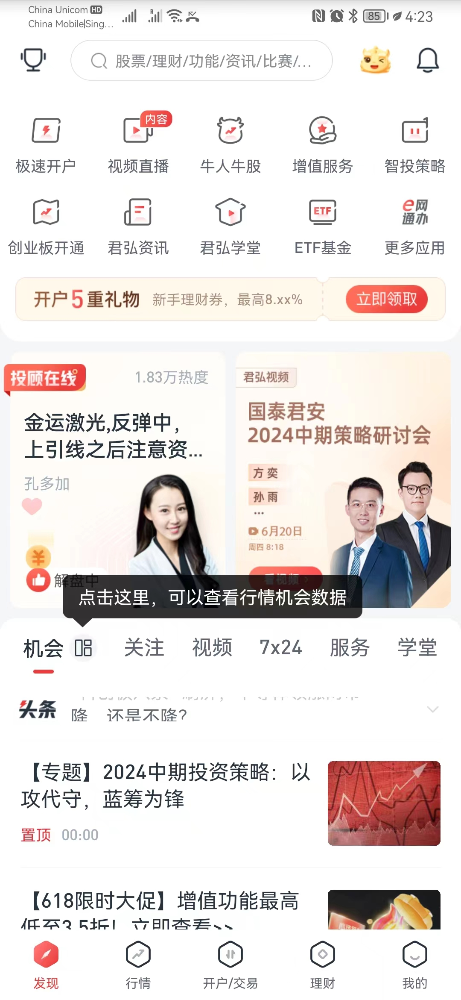 China Unicom HD
China Mobile|Sing...
R
85
4:23
股票/理财/功能/资讯/比赛/...
内容
极速开户
视频直播
牛人牛股
增值服务
智投策略
ETF
e网
通办
创业板开通
君弘资讯
君弘学堂
ETF基金
更多应用
开户5重礼物
新手理财券，最高8.xx%
立即领取
投顾在线
1.83万热度
金运激光,反弹中，
上引线之后注意资...
孔多加
解盘中
君弘视频
国泰君安
2024中期策略研讨会
方奕
孙雨
...
6月20日
周四 8:18
看视频 >
点击这里，可以查看行情机会数据
机会
关注
视频
7x24
服务
学堂
头条
降 还是不降？
【专题】2024中期投资策略：以
攻代守，蓝筹为锋
置顶 00:00
【618限时大促】增值功能最高
低至3.5折！立即查看>>
发现
行情
开户/交易
理财
我的